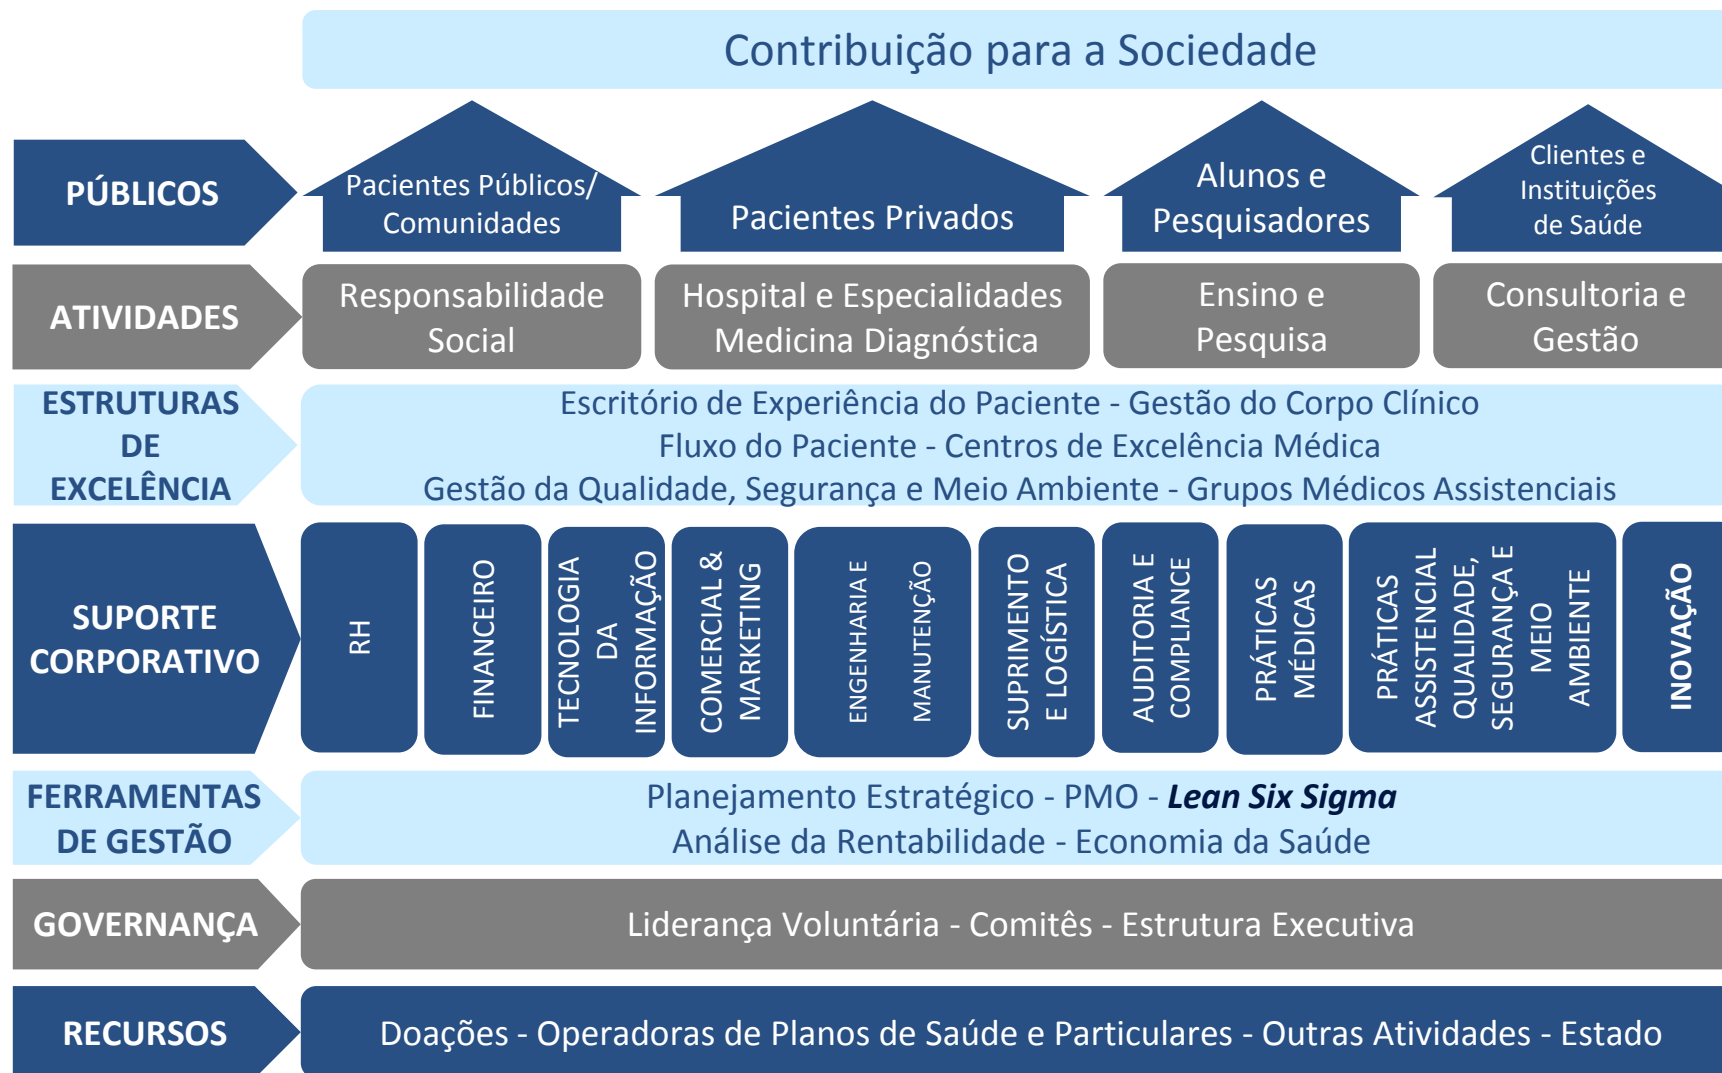 Contribuição para a Sociedade
PÚBLICOS
Pacientes Públicos/
Comunidades
Pacientes Privados
Alunos e
Pesquisadores
Clientes e
Instituições
de Saúde
ATIVIDADES
Responsabilidade
Social
Hospital e Especialidades
Medicina Diagnóstica
Ensino e
Pesquisa
Consultoria e
Gestão
ESTRUTURAS
DE
EXCELÊNCIA
Escritório de Experiência do Paciente - Gestão do Corpo Clínico
Fluxo do Paciente - Centros de Excelência Médica
Gestão da Qualidade, Segurança e Meio Ambiente - Grupos Médicos Assistenciais
SUPORTE
CORPORATIVO
RH
FINANCEIRO
TECNOLOGIA
DA
INFORMAÇÃO
COMERCIAL &
MARKETING
ENGENHARIA E
MANUTENÇÃO
SUPRIMENTO
E LOGÍSTICA
AUDITORIA E
COMPLIANCE
PRÁTICAS
MÉDICAS
PRÁTICAS
ASSISTENCIAL
QUALIDADE,
SEGURANÇA E
MEIO
AMBIENTE
INOVAÇÃO
FERRAMENTAS
DE GESTÃO
Planejamento Estratégico - PMO - Lean Six Sigma
Análise da Rentabilidade - Economia da Saúde
GOVERNANÇA
Liderança Voluntária - Comitês - Estrutura Executiva
RECURSOS
Doações - Operadoras de Planos de Saúde e Particulares - Outras Atividades - Estado